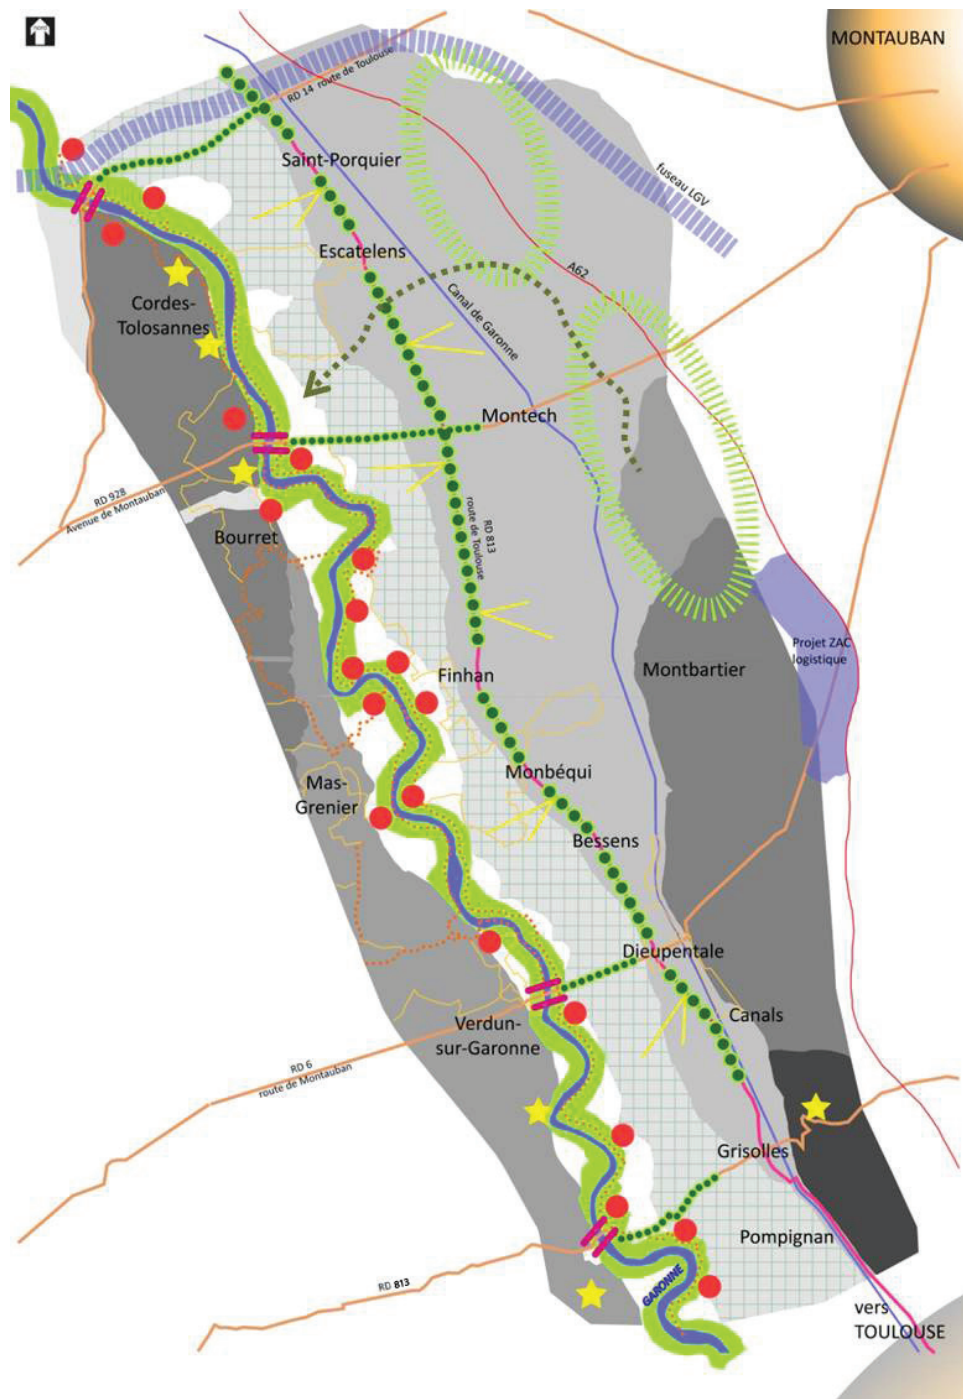 MONTAUBAN
RD 14 route de Toulouse
Saint-Porquier
fuseau LGV
Escatelens
A62
Canal de Garonne
Cordes-
Tolosannes
Montech
RD 928
Avenue de Montauban
RD 813
route de Toulouse
Bourret
Projet ZAC
logistique
Montbartier
Finhan
Monbéqui
Mas-
Grenier
Bessens
Dieupentale
Canals
Verdun-
sur-Garonne
RD 6
route de Montauban
Grisolles
Pompignan
GARONNE
RD 813
vers
TOULOUSE